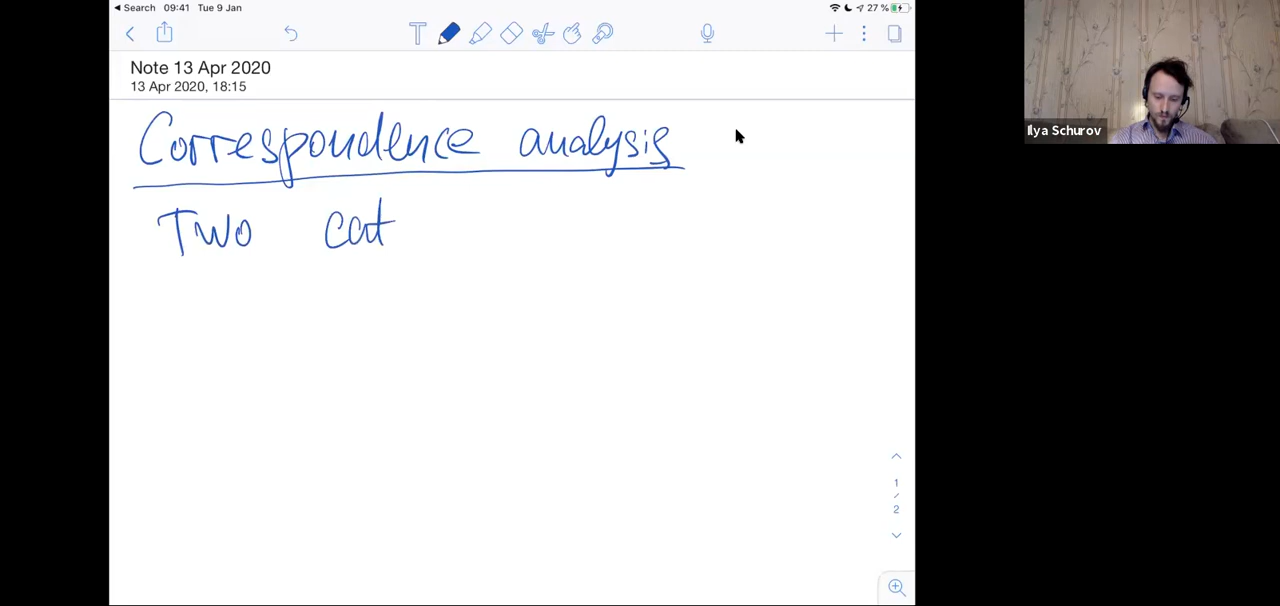 Search 09:41 Tue 9 Jan 27 %
Note 13 Apr 2020
13 Apr 2020, 18:15
Correspondence analysis
Two cat
Ilya Schurov
1
2